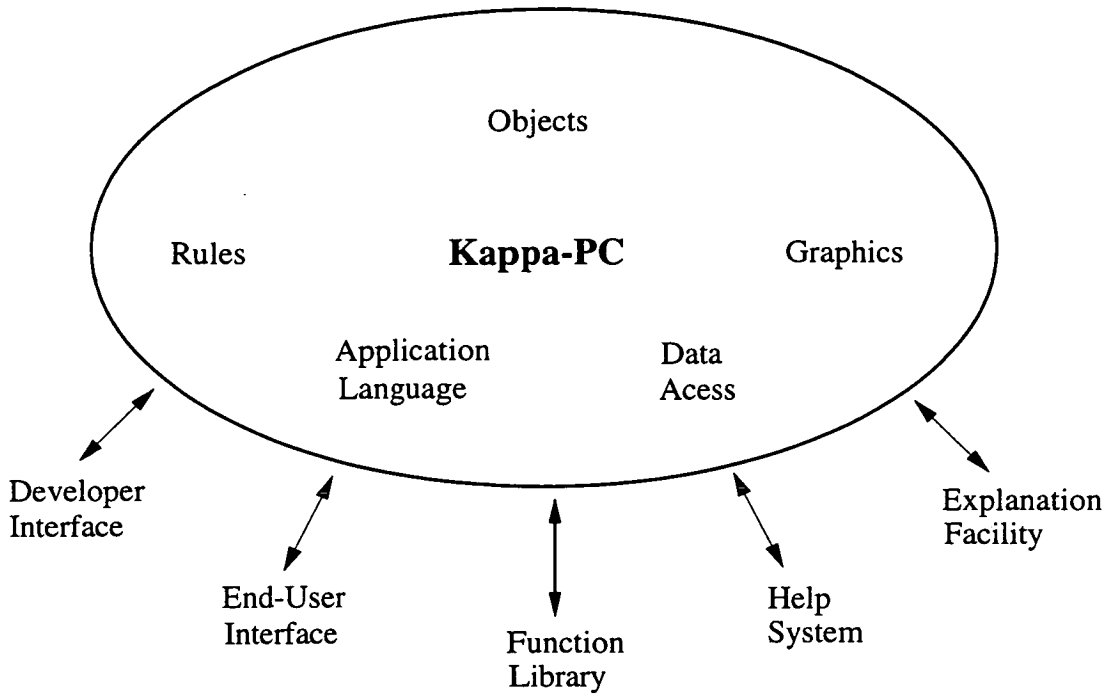 Objects
Rules
Kappa-PC
Graphics
Application
Language
Data
Acess
Developer
Interface
End-User
Interface
Function
Library
Help
System
Explanation
Facility